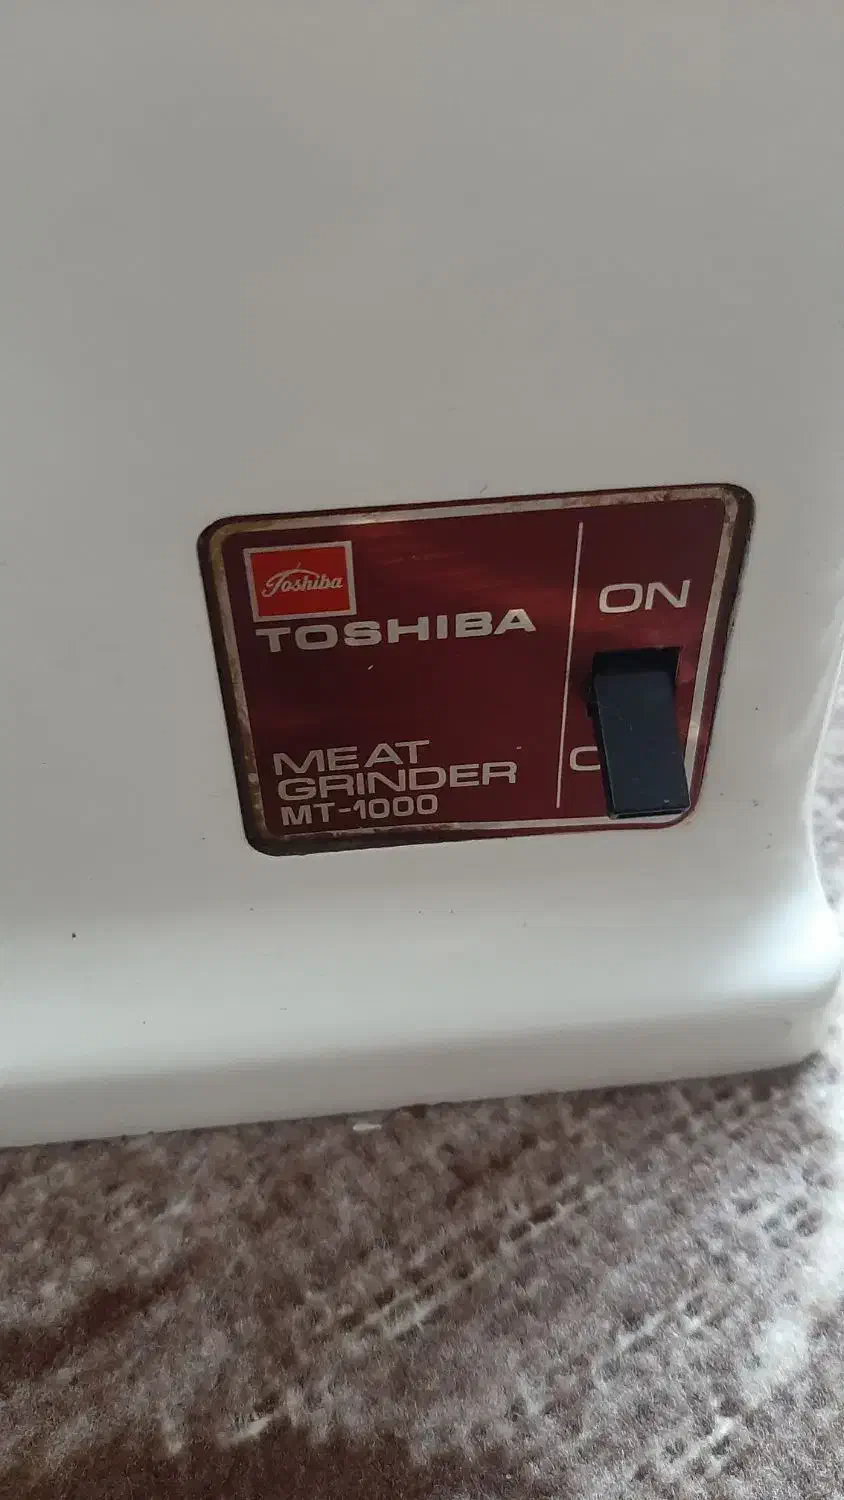 Toshiba
TOSHIBA
ON
MEAT
GRINDER
MT-1000